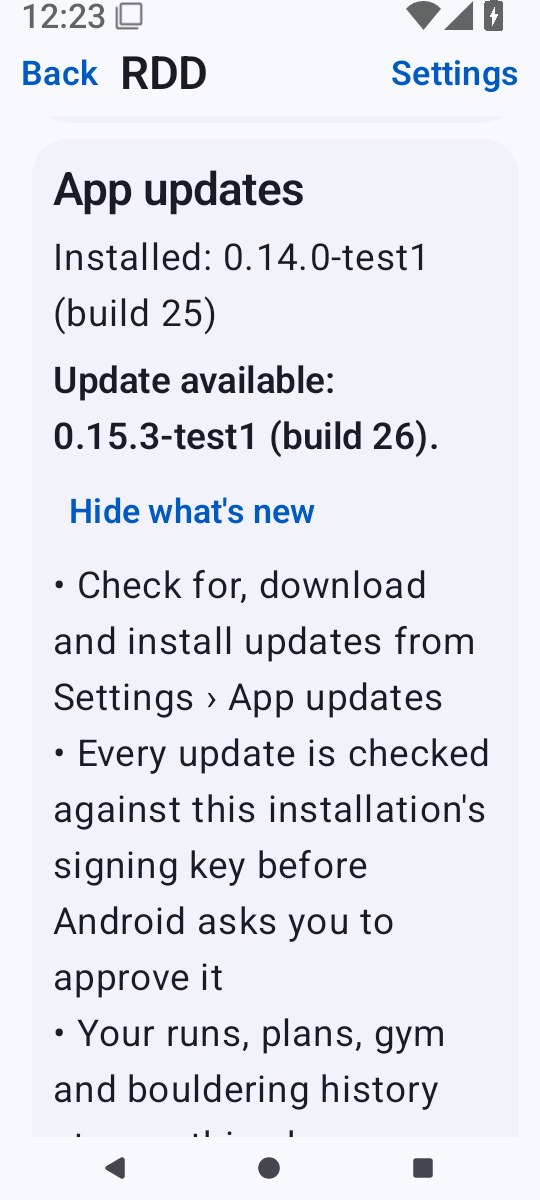 12:23
Back RDD Settings
App updates
Installed: 0.14.0-test1
(build 25)
Update available:
0.15.3-test1 (build 26).
Hide what's new
• Check for, download
and install updates from
Settings › App updates
• Every update is checked
against this installation's
signing key before
Android asks you to
approve it
• Your runs, plans, gym
and bouldering history